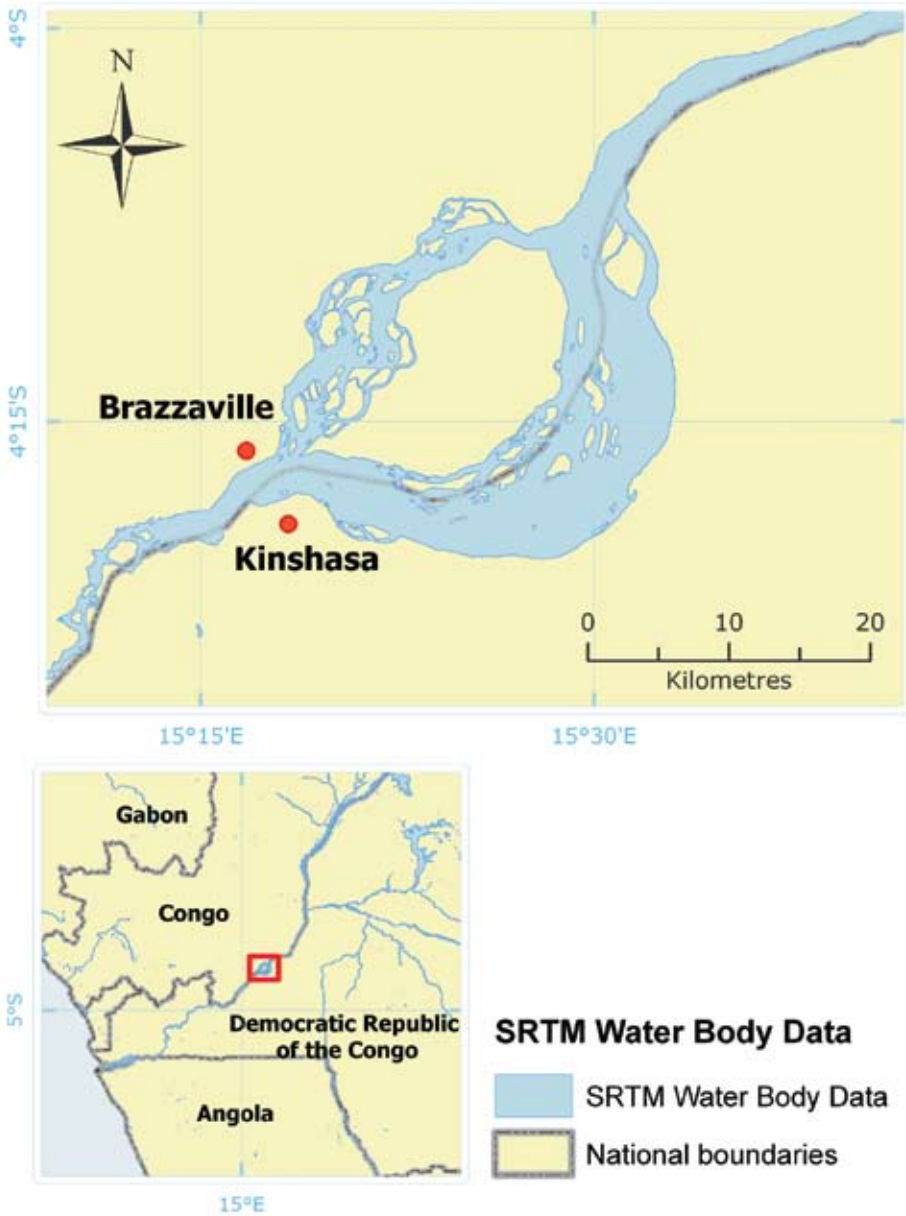 4°S
N
Brazzaville
4°15'S
Kinshasa
0 10 20
Kilometres
15°15'E 15°30'E
Gabon
Congo
5°S
Democratic Republic
of the Congo
Angola
15°E
SRTM Water Body Data
SRTM Water Body Data
National boundaries